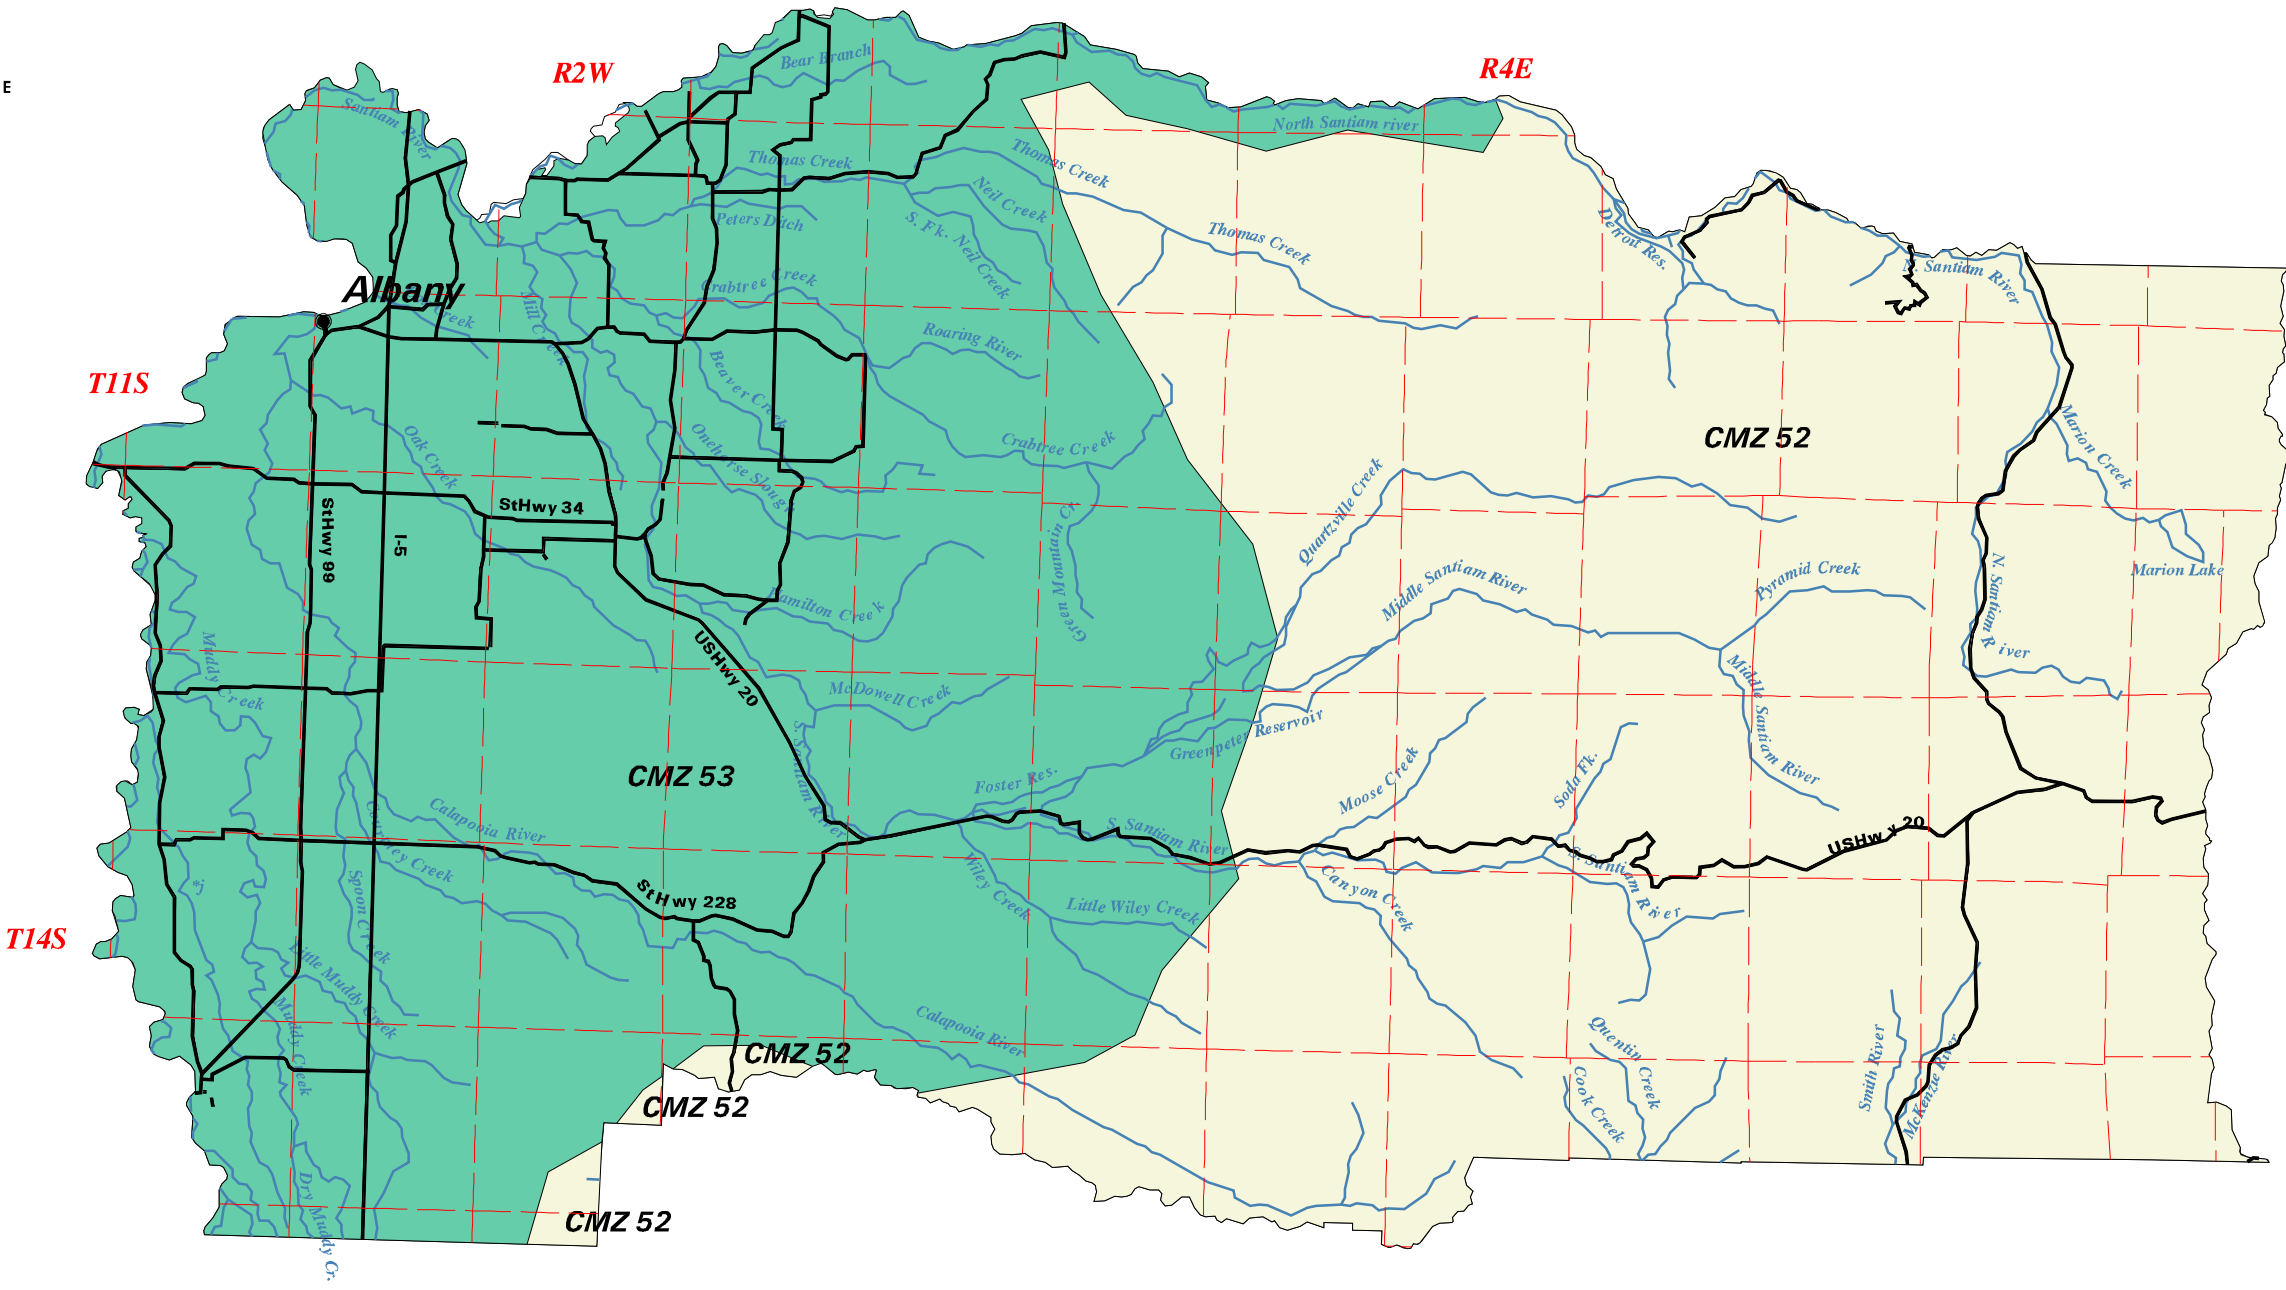 E
R2W
R4E
Bear Branch
Santiam River
North Santiam river
Thomas Creek
Thomas Creek
Neil Creek
Peters Ditch
S. Fk. Neil Creek
Thomas Creek
Detroit Res.
N. Santiam River
Albany
Creek
Crabtree Creek
Mill Creek
Roaring River
T11S
Beaver Creek
Oak Creek
Onehorse Slough
Crabtree Creek
CMZ 52
Marion Creek
Quartzville Creek
StHwy 34
StHwy 99
I-5
Green Mountain Cr.
Middle Santiam River
Pyramid Creek
Marion Lake
N. Santiam River
Hamilton Creek
Muddy Creek
USHwy 20
McDowell Creek
Middle Santiam River
Greenpeter Reservoir
S. Santiam River
CMZ 53
Foster Res.
Moose Creek
Soda Fk.
Calapooia River
Courtney Creek
S. Santiam River
USHwy 20
Wiley Creek
S. Santiam River
Canyon Creek
Spoon Creek
StHwy 228
Little Wiley Creek
T14S
Little Muddy Creek
Muddy Creek
Calapooia River
CMZ 52
Quentin Creek
Cook Creek
Smith River
McKenzie River
CMZ 52
Dry Muddy Cr.
CMZ 52